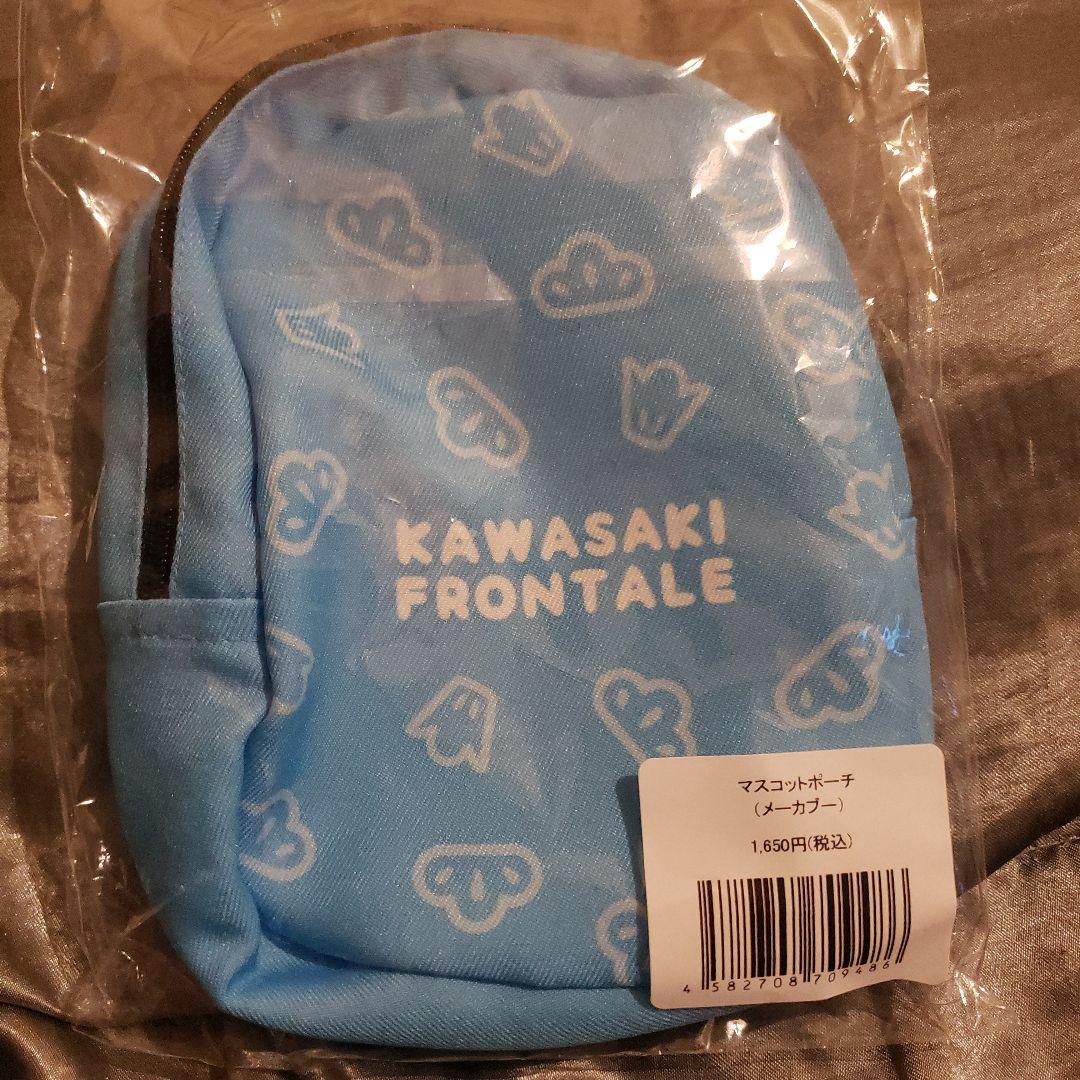 KAWASAKI
FRONTALE
マスコットポーチ
(メーカブー)
1,650円(税込)
4 582708 709486